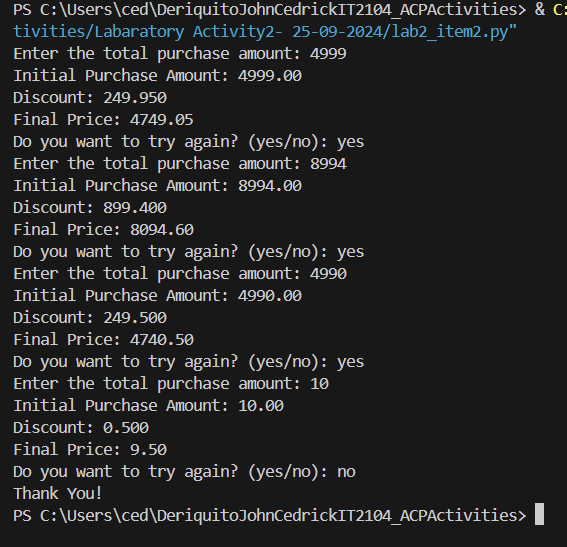 PS C:\Users\ced\DeriquitoJohnCedrickIT2104_ACPActivities> & C:
tivities/Labaratory Activity2- 25-09-2024/lab2_item2.py"
Enter the total purchase amount: 4999
Initial Purchase Amount: 4999.00
Discount: 249.950
Final Price: 4749.05
Do you want to try again? (yes/no): yes
Enter the total purchase amount: 8994
Initial Purchase Amount: 8994.00
Discount: 899.400
Final Price: 8094.60
Do you want to try again? (yes/no): yes
Enter the total purchase amount: 4990
Initial Purchase Amount: 4990.00
Discount: 249.500
Final Price: 4740.50
Do you want to try again? (yes/no): yes
Enter the total purchase amount: 10
Initial Purchase Amount: 10.00
Discount: 0.500
Final Price: 9.50
Do you want to try again? (yes/no): no
Thank You!
PS C:\Users\ced\DeriquitoJohnCedrickIT2104_ACPActivities>